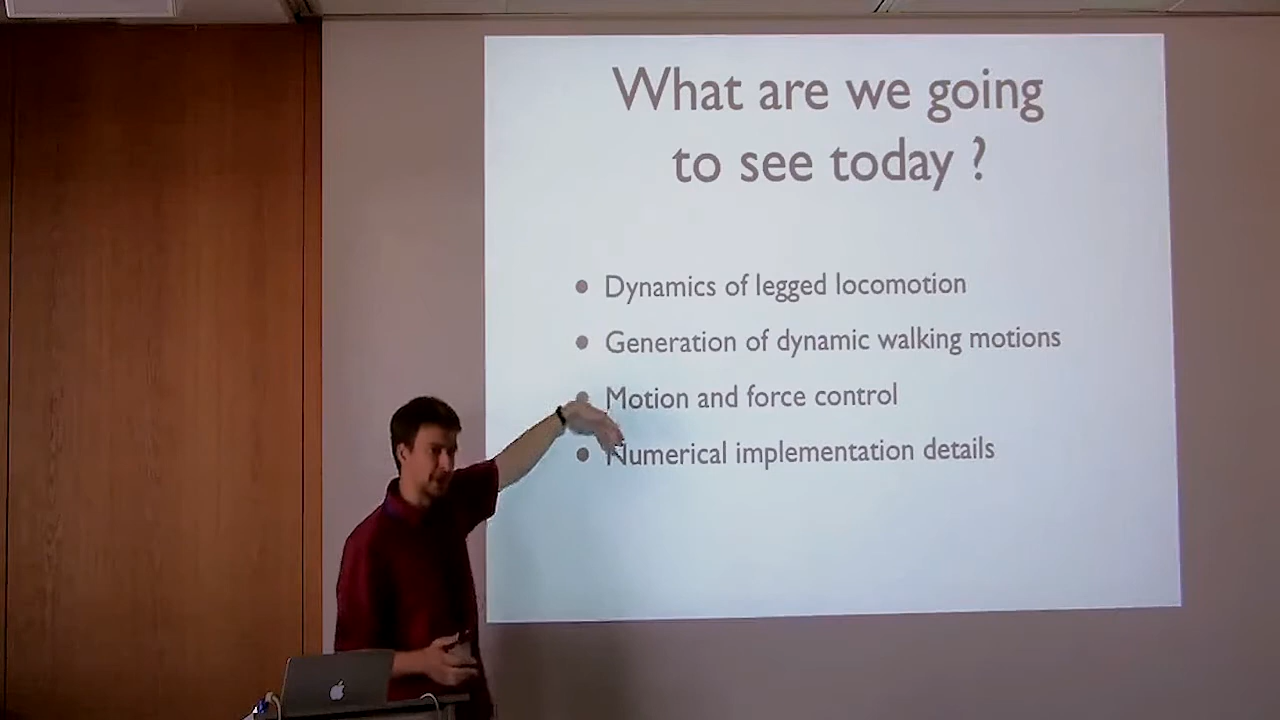 What are we going
to see today ?
• Dynamics of legged locomotion
• Generation of dynamic walking motions
• Motion and force control
• Numerical implementation details